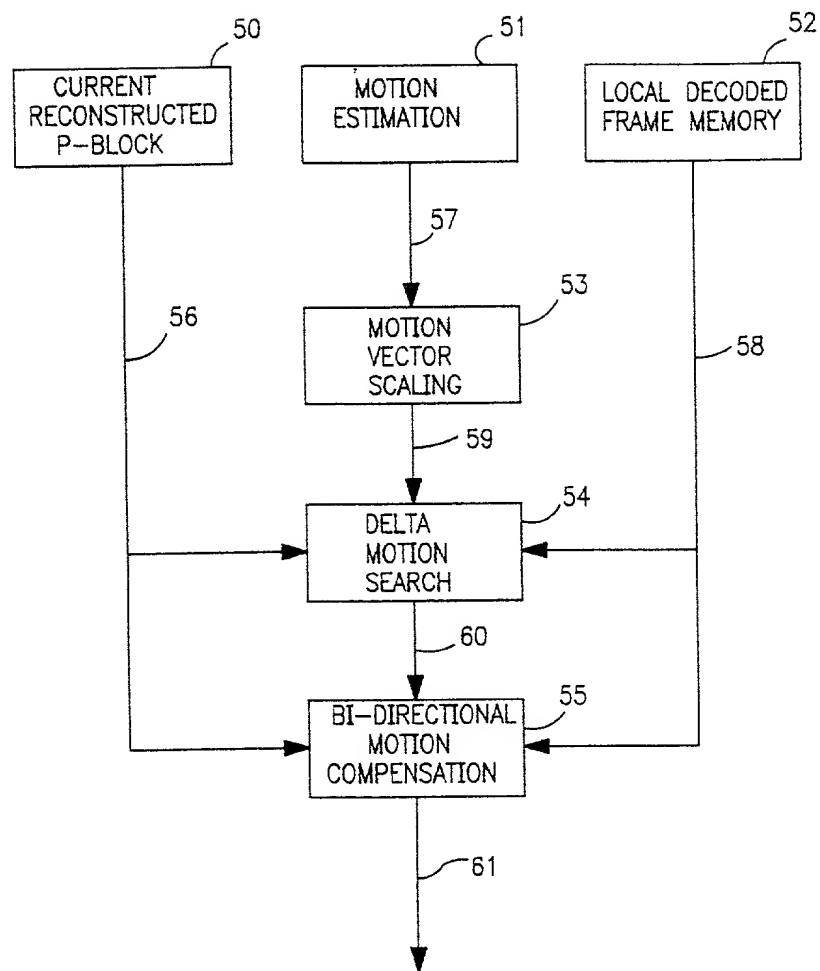 50
51
52
CURRENT
RECONSTRUCTED
P-BLOCK
MOTION
ESTIMATION
LOCAL DECODED
FRAME MEMORY
57
53
56
MOTION
VECTOR
SCALING
58
59
54
DELTA
MOTION
SEARCH
60
55
BI-DIRECTIONAL
MOTION
COMPENSATION
61